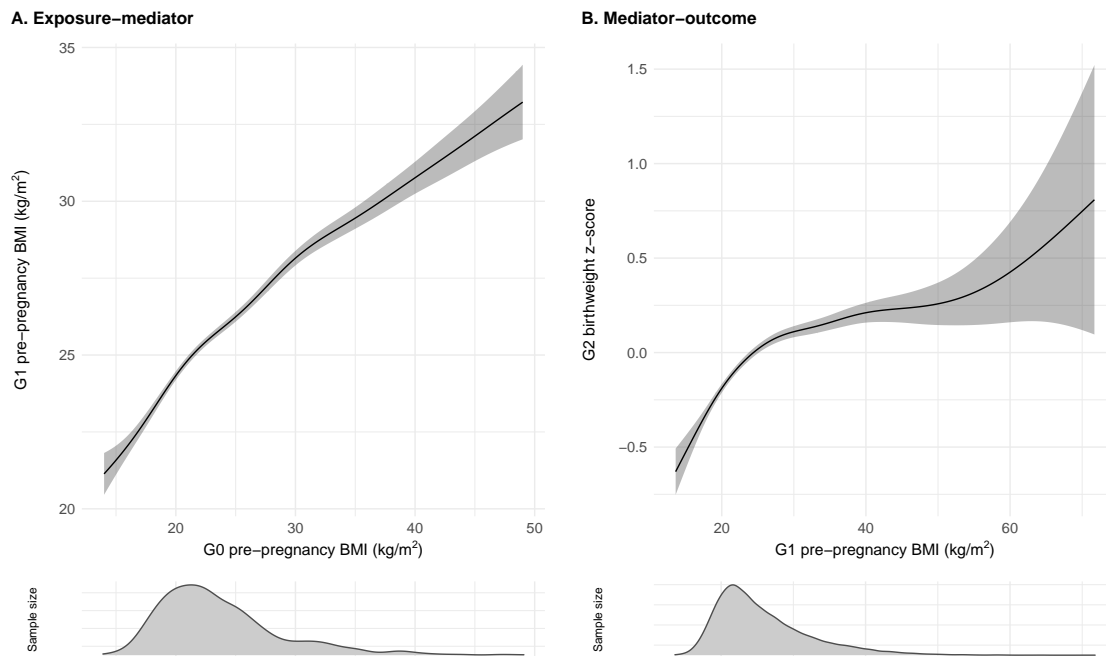 A. Exposure−mediator
35
30
25
20
G1 pre−pregnancy BMI (kg/m²)
20 30 40 50
G0 pre−pregnancy BMI (kg/m²)
Sample size
B. Mediator−outcome
1.5
1.0
0.5
0.0
−0.5
G2 birthweight z−score
20 40 60
G1 pre−pregnancy BMI (kg/m²)
Sample size